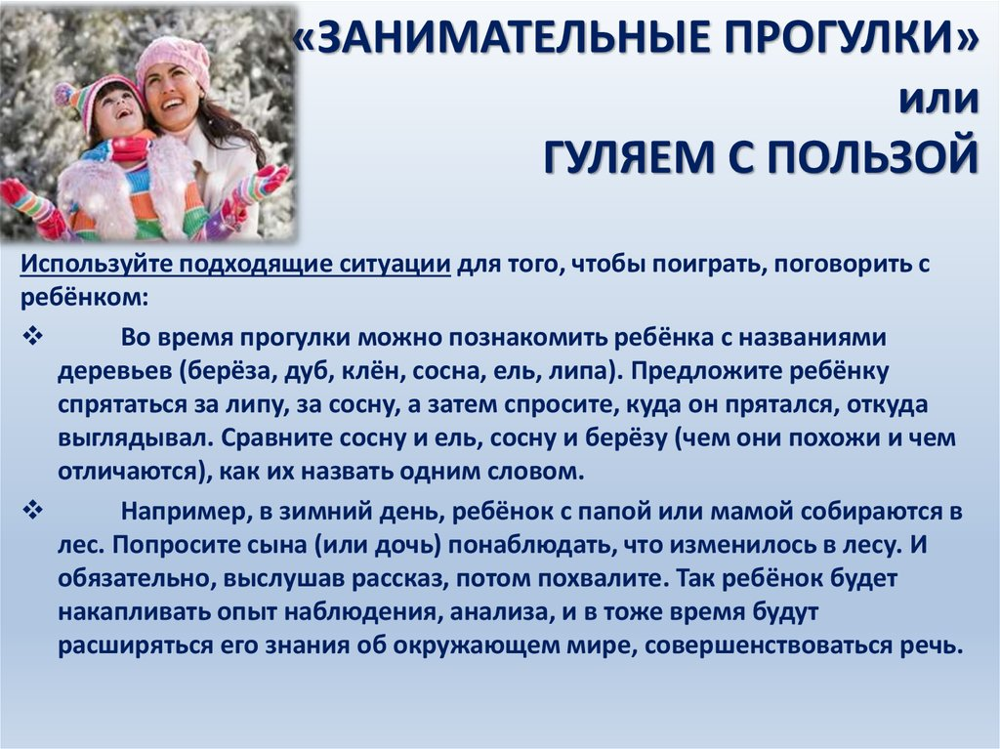 «ЗАНИМАТЕЛЬНЫЕ ПРОГУЛКИ»
или
ГУЛЯЕМ С ПОЛЬЗОЙ
Используйте подходящие ситуации для того, чтобы поиграть, поговорить с
ребёнком:
❖ Во время прогулки можно познакомить ребёнка с названиями
деревьев (берёза, дуб, клён, сосна, ель, липа). Предложите ребёнку
спрятаться за липу, за сосну, а затем спросите, куда он прятался, откуда
выглядывал. Сравните сосну и ель, сосну и берёзу (чем они похожи и чем
отличаются), как их назвать одним словом.
❖ Например, в зимний день, ребёнок с папой или мамой собираются в
лес. Попросите сына (или дочь) понаблюдать, что изменилось в лесу. И
обязательно, выслушав рассказ, потом похвалите. Так ребёнок будет
накапливать опыт наблюдения, анализа, и в тоже время будут
расширяться его знания об окружающем мире, совершенствоваться речь.